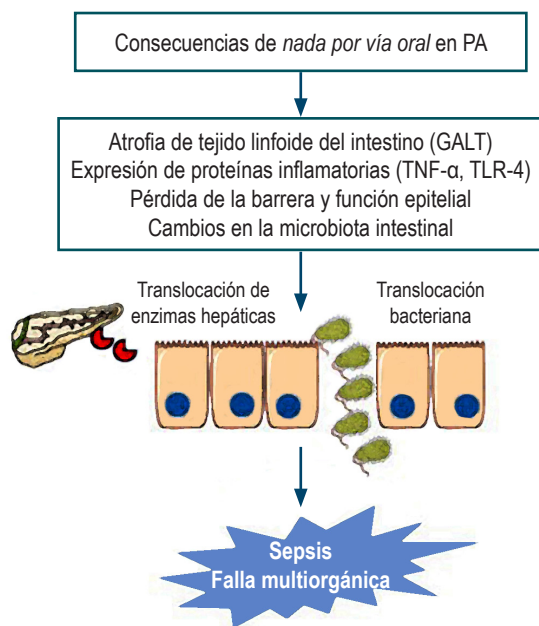 Consecuencias de nada por vía oral en PA
Atrofia de tejido linfoide del intestino (GALT)
Expresión de proteínas inflamatorias (TNF-α, TLR-4)
Pérdida de la barrera y función epitelial
Cambios en la microbiota intestinal
Translocación de
enzimas hepáticas
Translocación
bacteriana
Sepsis
Falla multiorgánica